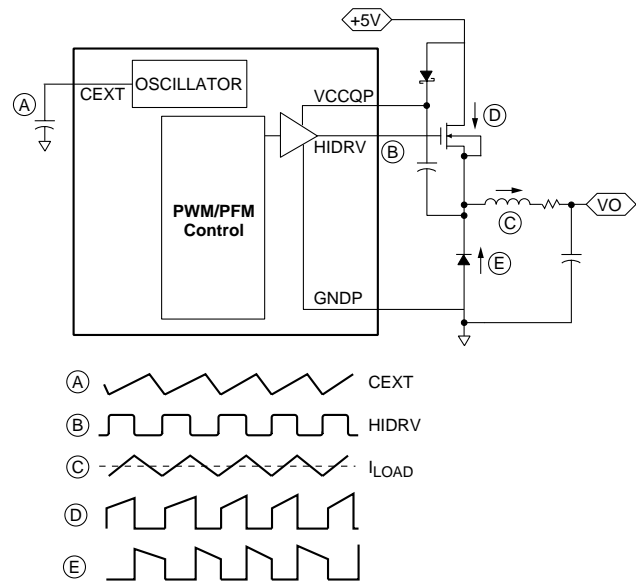 +5V
OSCILLATOR
A
CEXT
VCCQP
D
HIDRV
B
PWM/PFM
Control
VO
C
E
GNDP
A CEXT
B HIDRV
C ILOAD
D
E